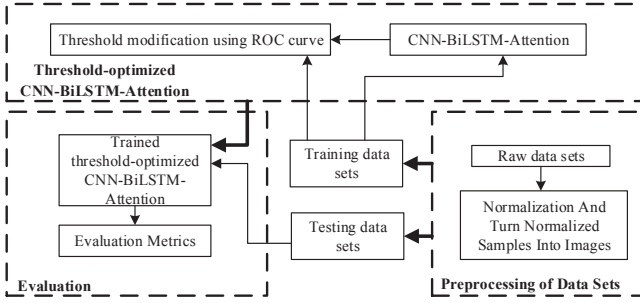 Threshold modification using ROC curve
CNN-BiLSTM-Attention
Threshold-optimized
CNN-BiLSTM-Attention
Trained
threshold-optimized
CNN-BiLSTM-
Attention
Evaluation Metrics
Evaluation
Training data
sets
Testing data
sets
Raw data sets
Normalization And
Turn Normalized
Samples Into Images
Preprocessing of Data Sets